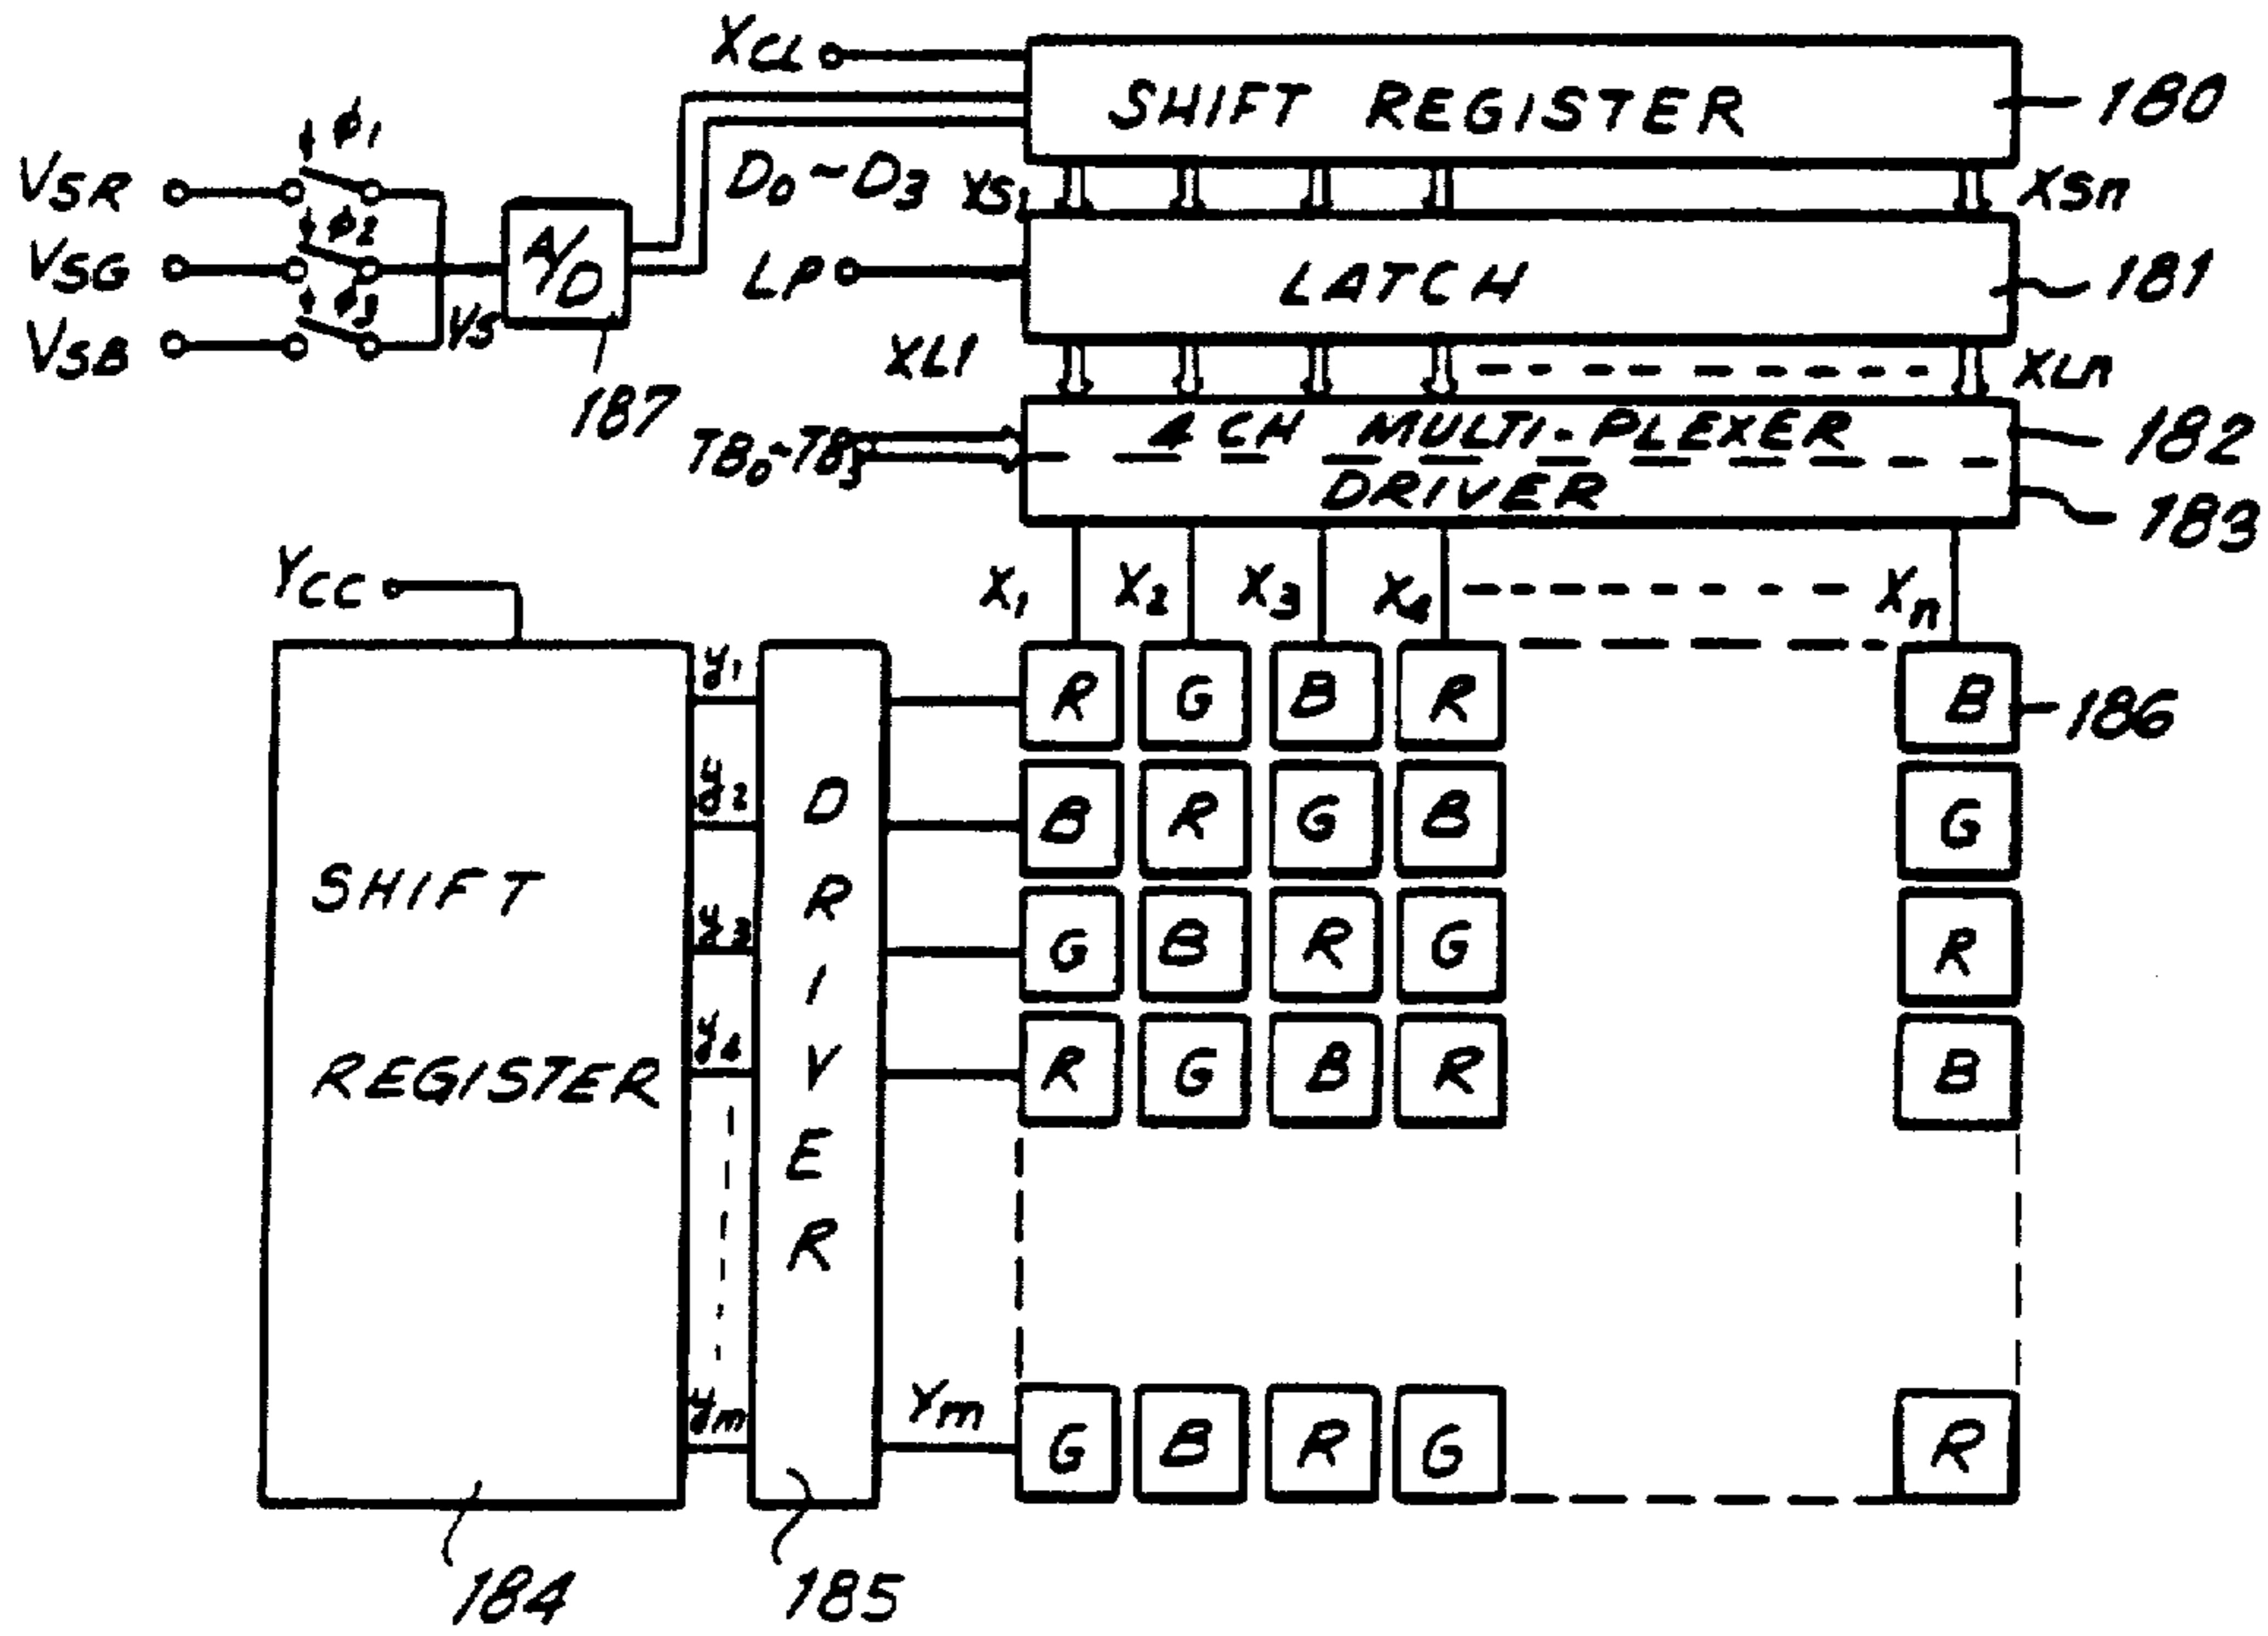 XCL
SHIFT REGISTER
180
φ1
VSR
D0~D3
YS1
XSn
φ2
VSG
A/D
LP
LATCH
181
φ3
VSB
VS
187
XL1
XLn
TB0~TB3
4 CH MULTI-PLEXER
182
DRIVER
183
YCC
X1 X2 X3 X4 Xn
y1
R G B R B
186
y2
B R G B G
SHIFT
REGISTER
DRIVER
y3
G B R G R
y4
R G B R B
ym
Ym
G B R G R
184
185